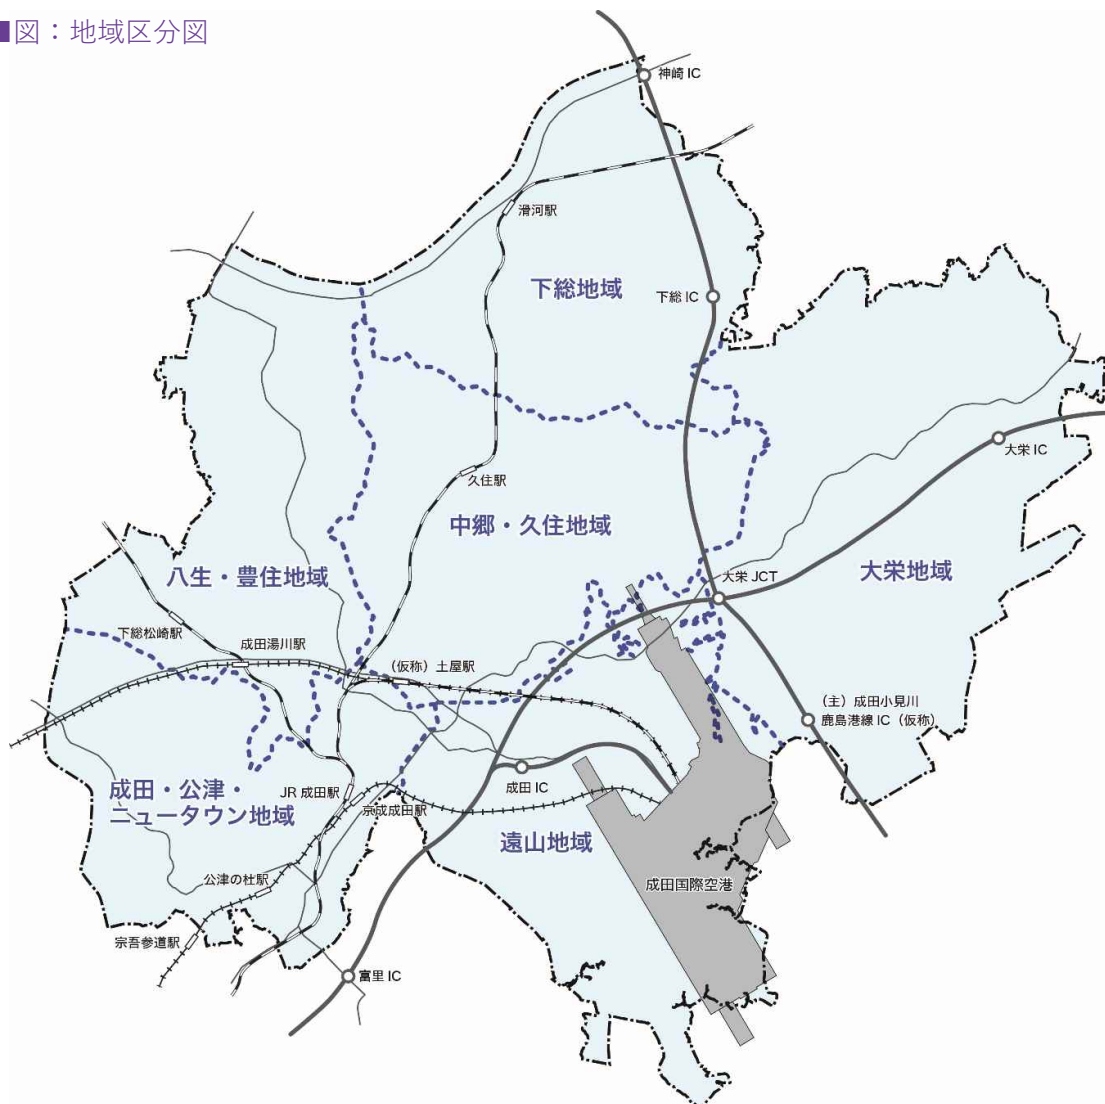 ■図：地域区分図
神崎 IC
滑河駅
下総地域
下総 IC
大栄 IC
久住駅
中郷・久住地域
八生・豊住地域
大栄 JCT
大栄地域
下総松崎駅
成田湯川駅
（仮称）土屋駅
（主）成田小見川
鹿島港線 IC（仮称）
成田・公津・
ニュータウン地域
JR 成田駅
京成成田駅
成田 IC
遠山地域
成田国際空港
公津の杜駅
宗吾参道駅
富里 IC